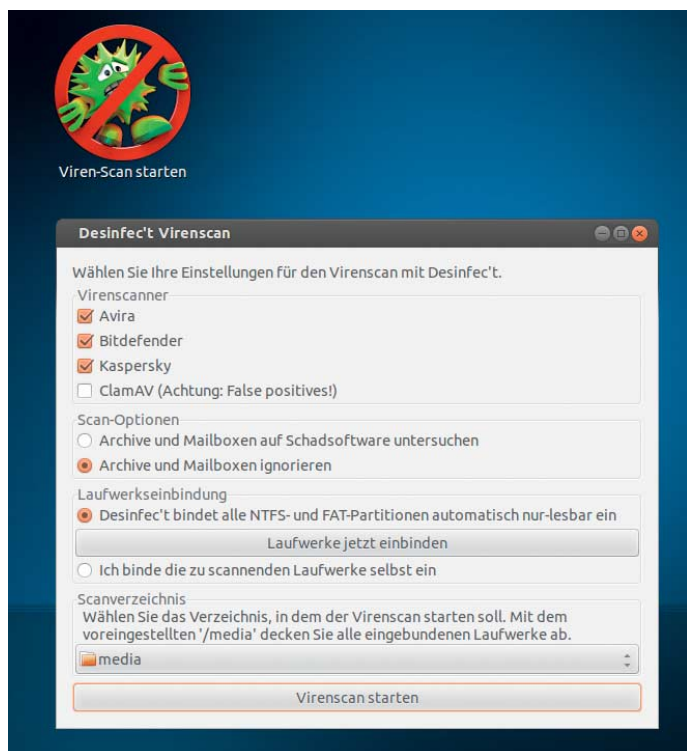 Viren-Scan starten
Desinfec't Virenscan
Wählen Sie Ihre Einstellungen für den Virenscan mit Desinfec't.
Virenscanner
Avira
Bitdefender
Kaspersky
ClamAV (Achtung: False positives!)
Scan-Optionen
Archive und Mailboxen auf Schadsoftware untersuchen
Archive und Mailboxen ignorieren
Laufwerkseinbindung
Desinfec't bindet alle NTFS- und FAT-Partitionen automatisch nur-lesbar ein
Laufwerke jetzt einbinden
Ich binde die zu scannenden Laufwerke selbst ein
Scanverzeichnis
Wählen Sie das Verzeichnis, in dem der Virenscan starten soll. Mit dem
voreingestellten '/media' decken Sie alle eingebundenen Laufwerke ab.
media
Virenscan starten